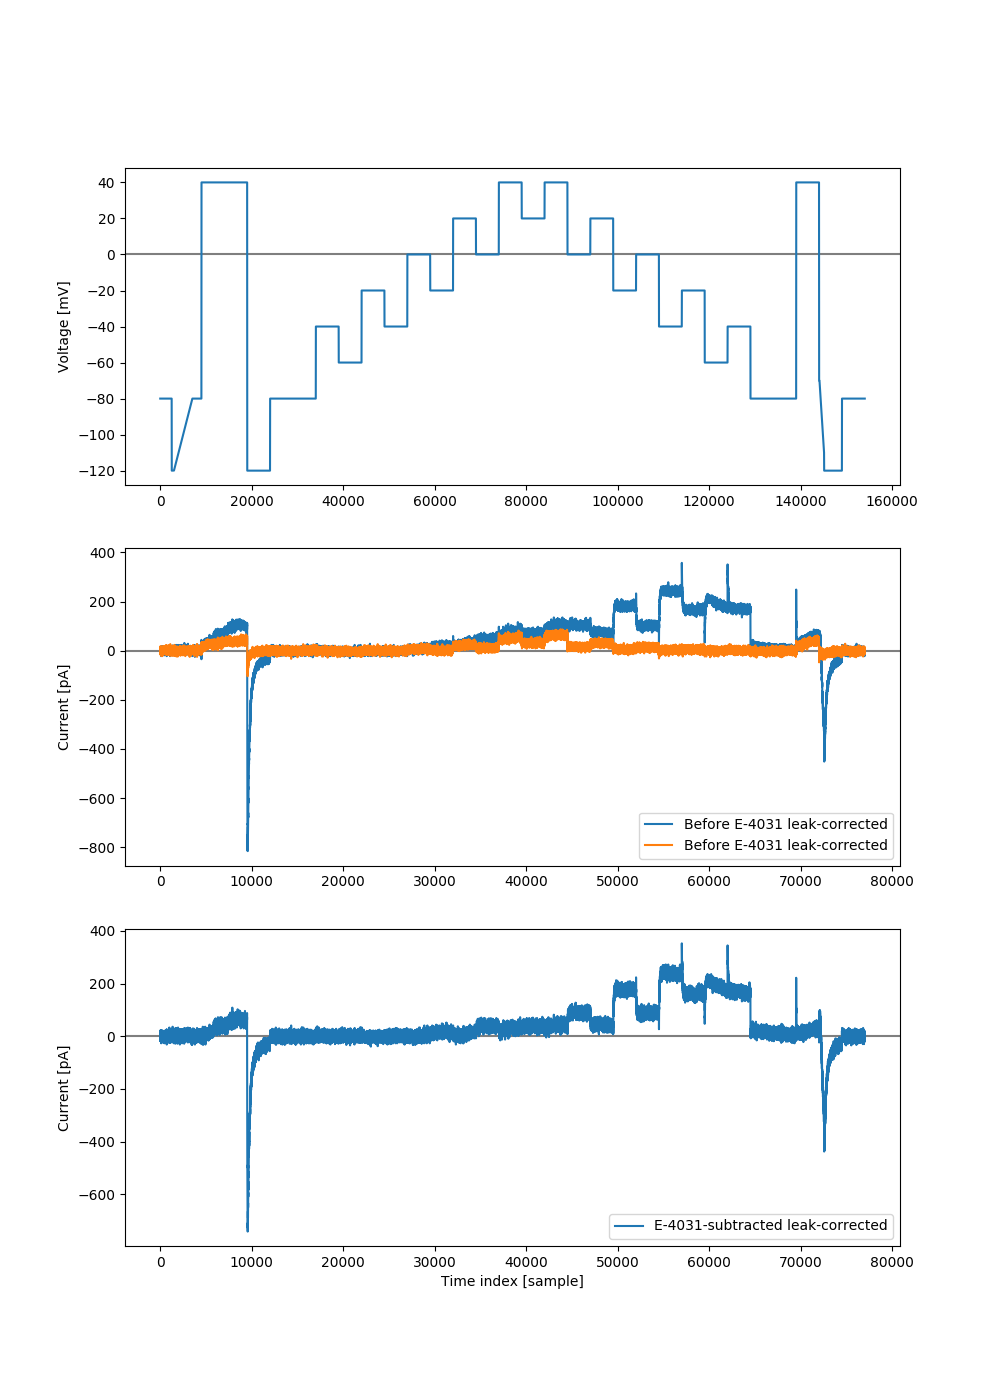 40
20
0
−20
−40
−60
−80
−100
−120
Voltage [mV]
0 20000 40000 60000 80000 100000 120000 140000 160000
400
200
0
−200
−400
−600
−800
Current [pA]
Before E-4031 leak-corrected
Before E-4031 leak-corrected
0 10000 20000 30000 40000 50000 60000 70000 80000
400
200
0
−200
−400
−600
Current [pA]
E-4031-subtracted leak-corrected
0 10000 20000 30000 40000 50000 60000 70000 80000
Time index [sample]